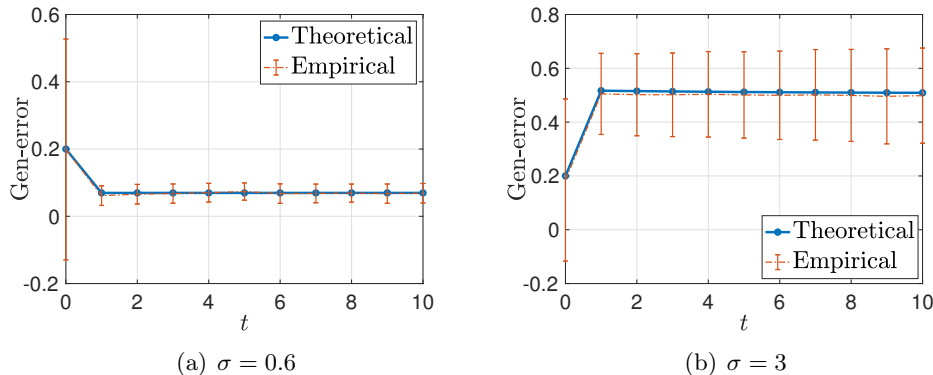 0.6
0.4
0.2
0
-0.2
Gen-error
0 2 4 6 8 10
t
Theoretical
Empirical
(a) σ = 0.6
0.8
0.6
0.4
0.2
0
-0.2
Gen-error
0 2 4 6 8 10
t
Theoretical
Empirical
(b) σ = 3